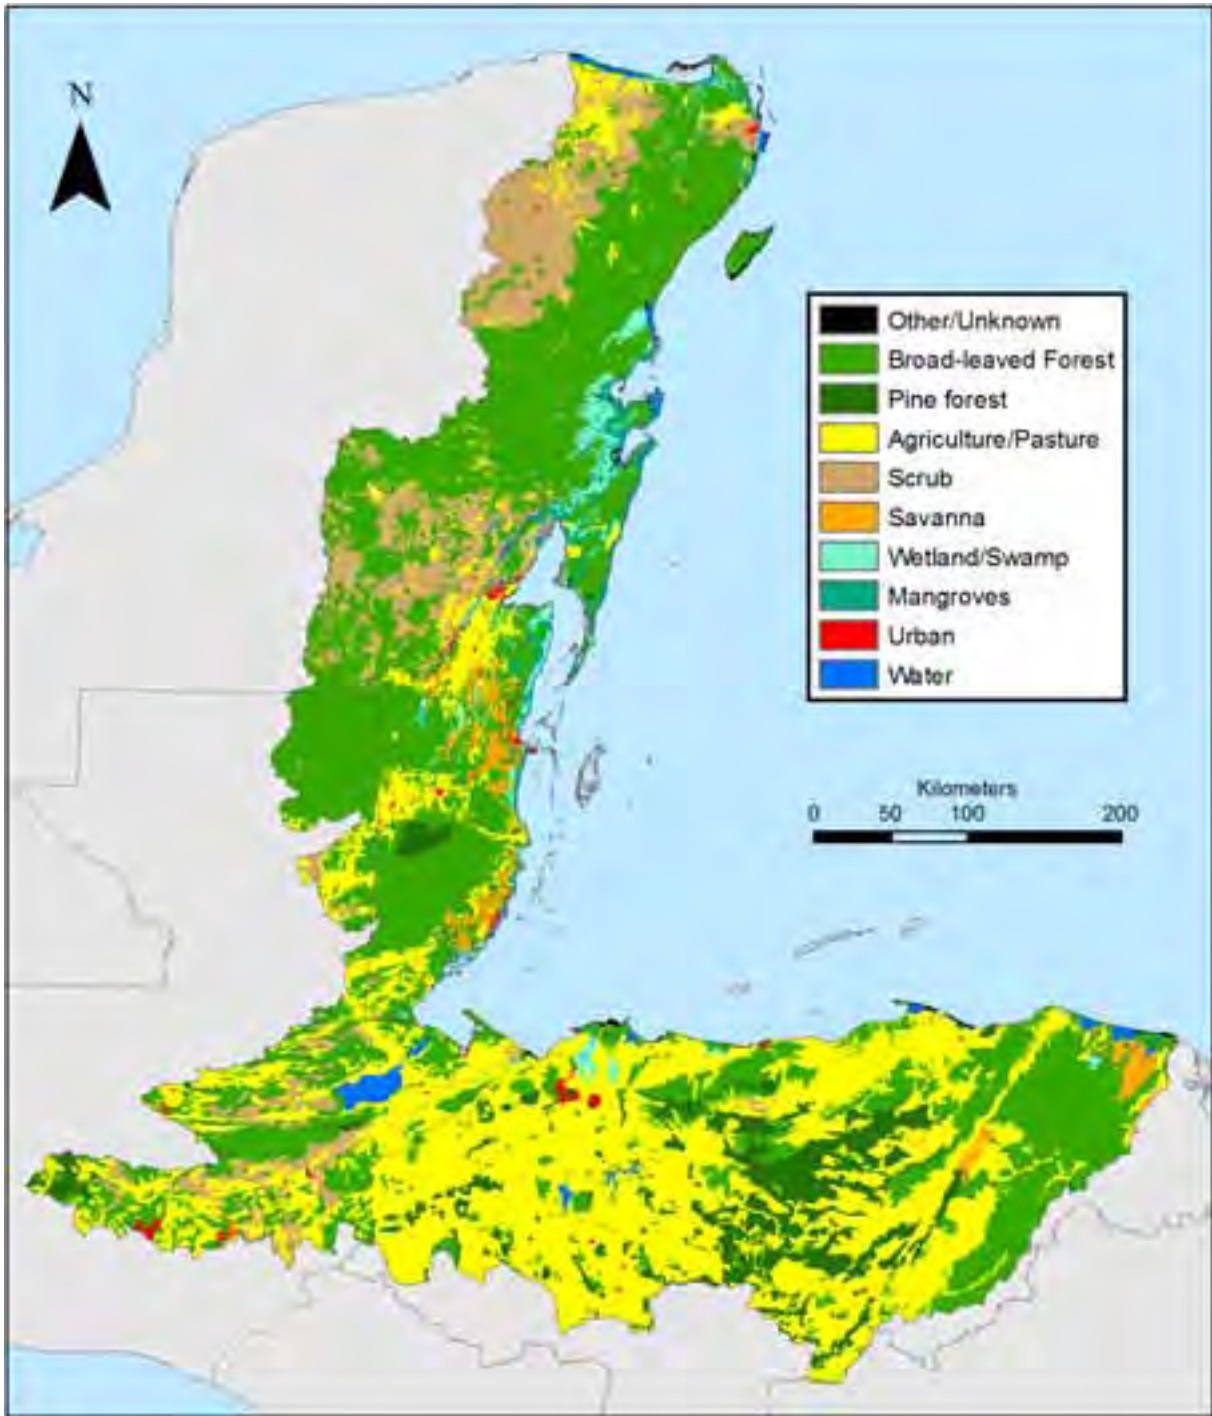 N
Other/Unknown
Broad-leaved Forest
Pine forest
Agriculture/Pasture
Scrub
Savanna
Wetland/Swamp
Mangroves
Urban
Water
Kilometers
0 50 100 200